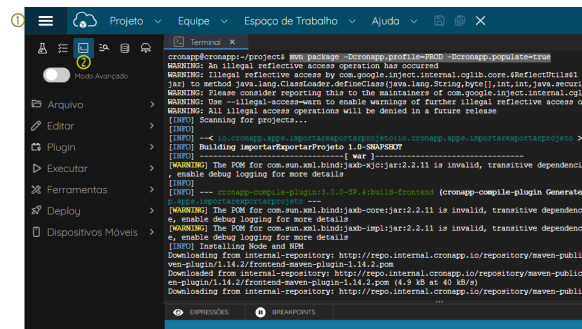 1
Projeto Equipe Espaço de Trabalho Ajuda
2
Modo Avançado
Arquivo
Editar
Plugin
Executar
Ferramentas
Deploy
Dispositivos Móveis
Terminal
cronapp@cronapp:~/project$ mvn package -Dcronapp.profile=PROD -Dcronapp.populate=true
WARNING: An illegal reflective access operation has occurred
WARNING: Illegal reflective access by com.google.inject.internal.cglib.core.$ReflectUtils$1
jar) to method java.lang.ClassLoader.defineClass(java.lang.String,byte[],int,int,java.securi
WARNING: Please consider reporting this to the maintainers of com.google.inject.internal.cgl
WARNING: Use --illegal-access=warn to enable warnings of further illegal reflective access o
WARNING: All illegal access operations will be denied in a future release
[INFO] Scanning for projects...
[INFO]
[INFO] --< io.cronapp.apps.importarexportarprojeto:io.cronapp.apps.importarexportarprojeto >
[INFO] Building importarExportarProjeto 1.0-SNAPSHOT
[INFO] --------------------------------[ war ]---------------------------------
[WARNING] The POM for com.sun.xml.bind:jaxb-xjc:jar:2.2.11 is invalid, transitive dependenci
, enable debug logging for more details
[INFO]
[INFO] --- cronapp-compile-plugin:3.0.0-SP.4:build-frontend (cronapp-compile-plugin Generate
p.apps.importarexportarprojeto ---
[WARNING] The POM for com.sun.xml.bind:jaxb-core:jar:2.2.11 is invalid, transitive dependenc
e, enable debug logging for more details
[WARNING] The POM for com.sun.xml.bind:jaxb-impl:jar:2.2.11 is invalid, transitive dependenc
e, enable debug logging for more details
[INFO] Installing Node and NPM
Downloading from internal-repository: http://repo.internal.cronapp.io/repository/maven-publi
ven-plugin/1.14.2/frontend-maven-plugin-1.14.2.pom
Downloaded from internal-repository: http://repo.internal.cronapp.io/repository/maven-public
en-plugin/1.14.2/frontend-maven-plugin-1.14.2.pom (4.9 kB at 40 kB/s)
Downloading from internal-repository: http://repo.internal.cronapp.io/repository/maven-publi
...
EXPRESSÕES BREAKPOINTS